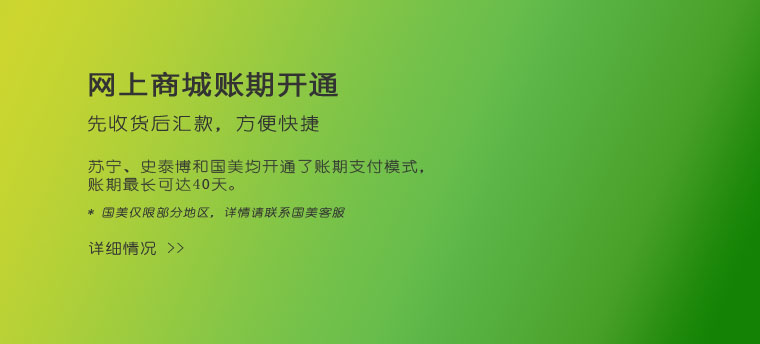 网上商城账期开通
先收货后汇款，方便快捷
苏宁、史泰博和国美均开通了账期支付模式，
账期最长可达40天。
* 国美仅限部分地区，详情请联系国美客服
详细情况 >>